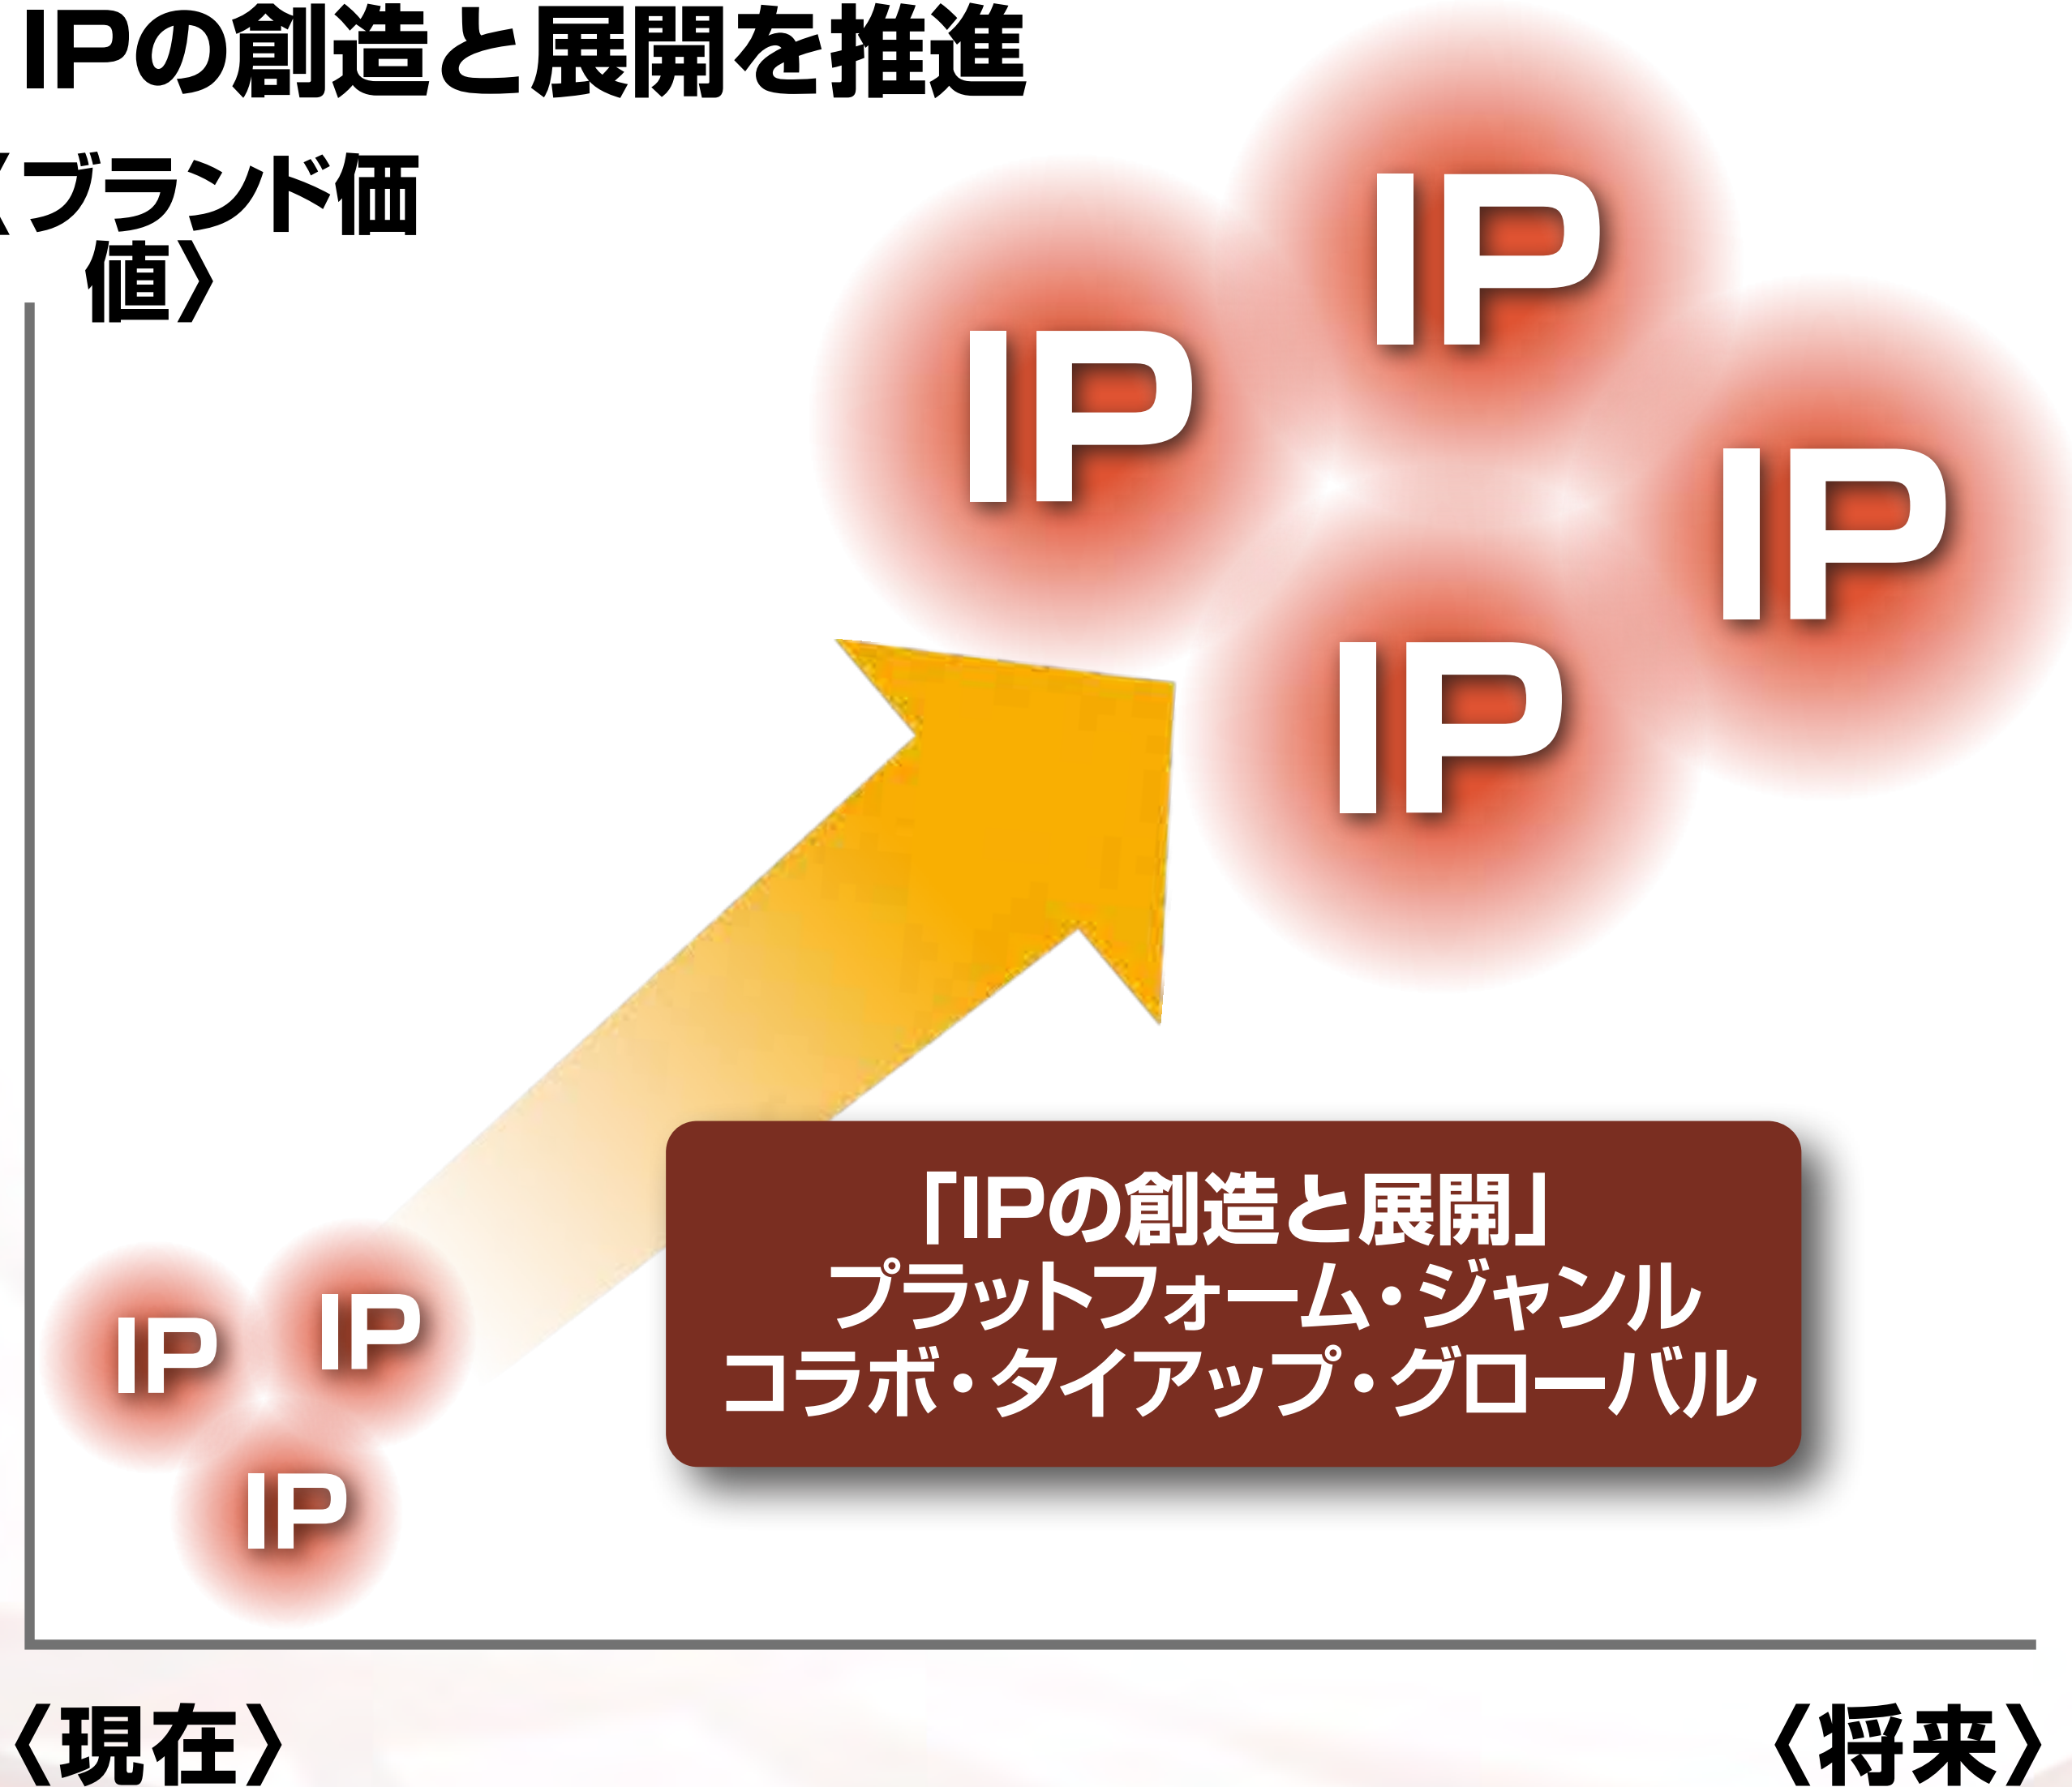 IPの創造と展開を推進
〈ブランド価
値〉
IP
IP
IP
IP
「IPの創造と展開」
プラットフォーム・ジャンル
コラボ・タイアップ・グローバル
IP
IP
IP
〈現在〉
〈将来〉